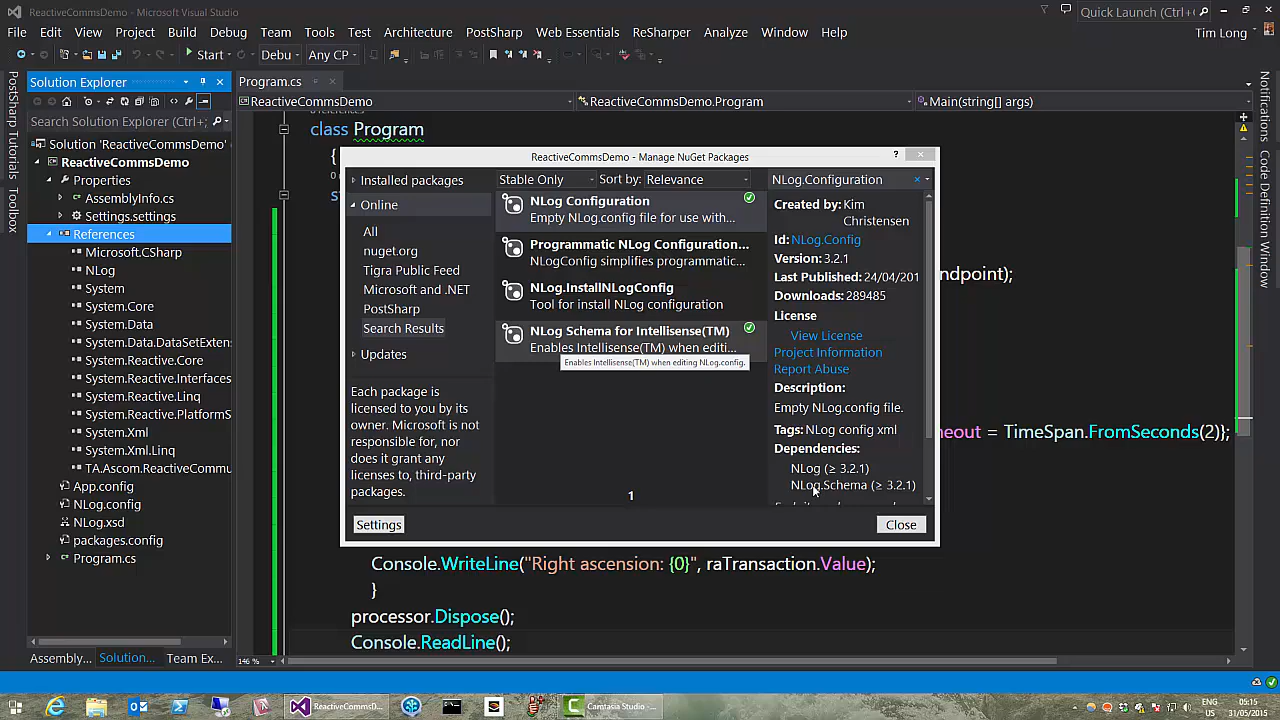 ReactiveCommsDemo - Microsoft Visual Studio
Quick Launch (Ctrl+Q)
File Edit View Project Build Debug Team Tools Test Architecture PostSharp Web Essentials ReSharper Analyze Window Help
Tim Long
Start
Debu
Any CP
PostSharp Tutorials
Toolbox
Solution Explorer
Search Solution Explorer (Ctrl+;
Solution 'ReactiveCommsDemo'
ReactiveCommsDemo
Properties
AssemblyInfo.cs
Settings.settings
References
Microsoft.CSharp
NLog
System
System.Core
System.Data
System.Data.DataSetExten
System.Reactive.Core
System.Reactive.Interfaces
System.Reactive.Linq
System.Reactive.PlatformS
System.Xml
System.Xml.Linq
TA.Ascom.ReactiveCommu
App.config
NLog.config
NLog.xsd
packages.config
Program.cs
Assembly...
Solution...
Team Ex...
Program.cs
ReactiveCommsDemo
ReactiveCommsDemo.Program
Main(string[] args)
class Program
{
ndpoint);
eout = TimeSpan.FromSeconds(2)};
Console.WriteLine("Right ascension: {0}", raTransaction.Value);
}
processor.Dispose();
Console.ReadLine();
146 %
ReactiveCommsDemo - Manage NuGet Packages
?
Installed packages
Online
All
nuget.org
Tigra Public Feed
Microsoft and .NET
PostSharp
Search Results
Updates
Each package is
licensed to you by its
owner. Microsoft is not
responsible for, nor
does it grant any
licenses to, third-party
packages.
Settings
Stable Only
Sort by: Relevance
NLog.Configuration
NLog Configuration
Empty NLog.config file for use with...
Programmatic NLog Configuration...
NLogConfig simplifies programmatic...
NLog.InstallNLogConfig
Tool for install NLog configuration
NLog Schema for Intellisense(TM)
Enables Intellisense(TM) when editi...
Enables Intellisense(TM) when editing NLog.config.
1
Created by: Kim
Christensen
Id: NLog.Config
Version: 3.2.1
Last Published: 24/04/201
Downloads: 289485
License
View License
Project Information
Report Abuse
Description:
Empty NLog.config file.
Tags: NLog config xml
Dependencies:
NLog (≥ 3.2.1)
NLog.Schema (≥ 3.2.1)
Close
Notifications
Code Definition Window
Solution Explorer
ReactiveCommsD...
Camtasia Studio -...
ENG
US
05:15
31/05/2015